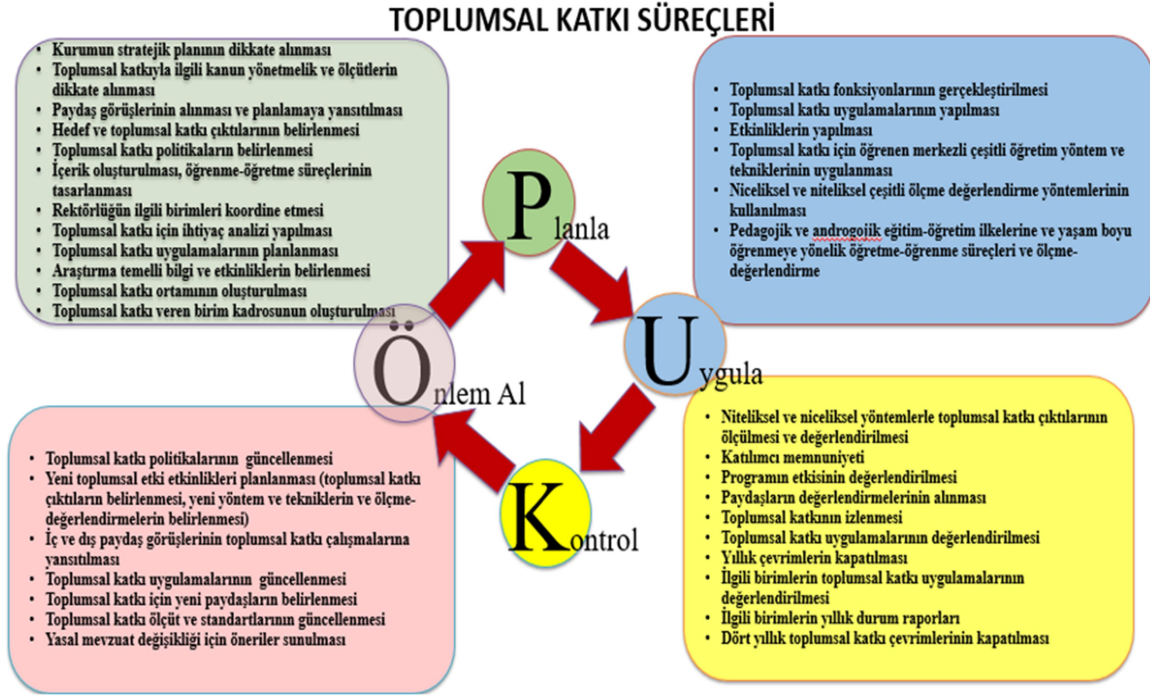 TOPLUMSAL KATKI SÜREÇLERİ
• Kurumun stratejik planının dikkate alınması
• Toplumsal katkıyla ilgili kanun yönetmelik ve ölçütlerin
dikkate alınması
• Paydaş görüşlerinin alınması ve planlamaya yansıtılması
• Hedef ve toplumsal katkı çıktılarının belirlenmesi
• Toplumsal katkı politikaların belirlenmesi
• İçerik oluşturulması, öğrenme-öğretme süreçlerinin
tasarlanması
• Rektörlüğün ilgili birimleri koordine etmesi
• Toplumsal katkı için ihtiyaç analizi yapılması
• Toplumsal katkı uygulamalarının planlanması
• Araştırma temelli bilgi ve etkinliklerin belirlenmesi
• Toplumsal katkı ortamının oluşturulması
• Toplumsal katkı veren birim kadrosunun oluşturulması
• Toplumsal katkı fonksiyonlarının gerçekleştirilmesi
• Toplumsal katkı uygulamalarının yapılması
• Etkinliklerin yapılması
• Toplumsal katkı için öğrenen merkezli çeşitli öğretim yöntem ve
tekniklerinin uygulanması
• Niceliksel ve niteliksel çeşitli ölçme değerlendirme yöntemlerinin
kullanılması
• Pedagojik ve androgojik eğitim-öğretim ilkelerine ve yaşam boyu
öğrenmeye yönelik öğretme-öğrenme süreçleri ve ölçme-
değerlendirme
Planla
Uygula
Önlem Al
Kontrol
• Toplumsal katkı politikalarının güncellenmesi
• Yeni toplumsal etki etkinlikleri planlanması (toplumsal katkı
çıktıların belirlenmesi, yeni yöntem ve tekniklerin ve ölçme-
değerlendirmelerin belirlenmesi)
• İç ve dış paydaş görüşlerinin toplumsal katkı çalışmalarına
yansıtılması
• Toplumsal katkı uygulamalarının güncellenmesi
• Toplumsal katkı için yeni paydaşların belirlenmesi
• Toplumsal katkı ölçüt ve standartlarının güncellenmesi
• Yasal mevzuat değişikliği için öneriler sunulması
• Niteliksel ve niceliksel yöntemlerle toplumsal katkı çıktılarının
ölçülmesi ve değerlendirilmesi
• Katılımcı memnuniyeti
• Programın etkisinin değerlendirilmesi
• Paydaşların değerlendirmelerinin alınması
• Toplumsal katkının izlenmesi
• Toplumsal katkı uygulamalarının değerlendirilmesi
• Yıllık çevrimlerin kapatılması
• İlgili birimlerin toplumsal katkı uygulamalarının
değerlendirilmesi
• İlgili birimlerin yıllık durum raporları
• Dört yıllık toplumsal katkı çevrimlerinin kapatılması